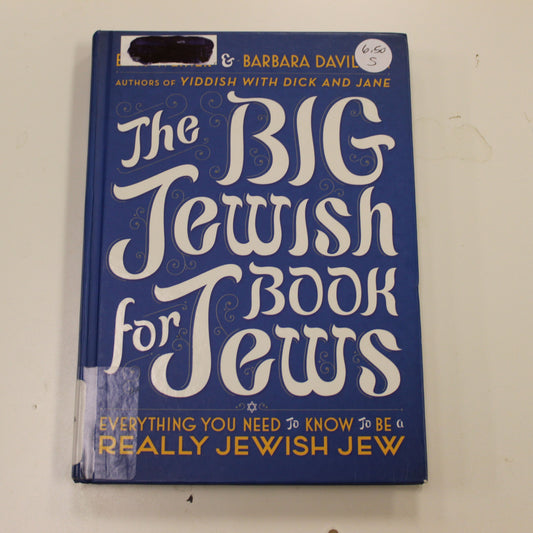 & BARBARA DAVIL
6.50
S
AUTHORS OF YIDDISH WITH DICK AND JANE
The BIG
Jewish
BOOK
for Jews
EVERYTHING YOU NEED To KNOW To BE a
REALLY JEWISH JEW